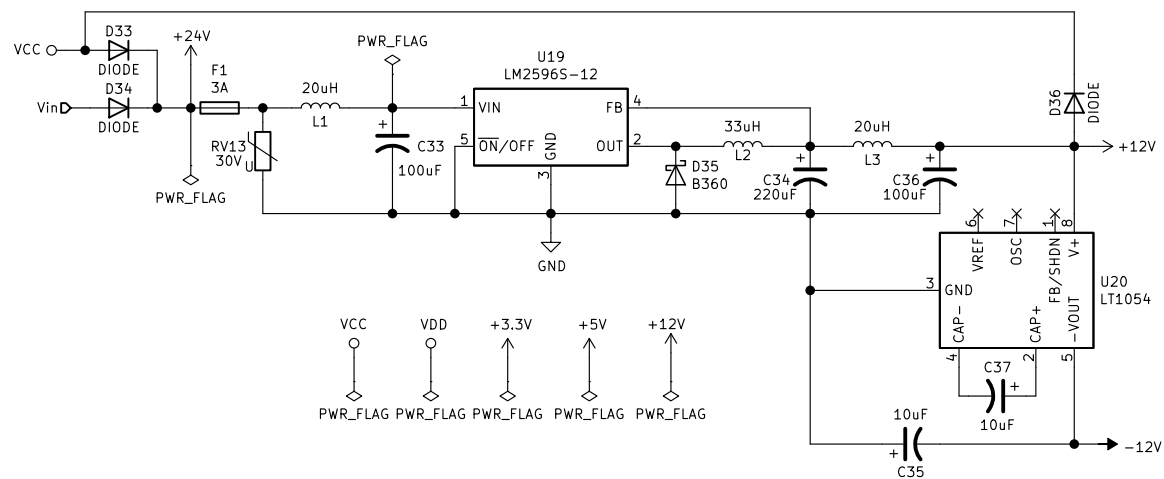 D33
VCC
DIODE
+24V
PWR_FLAG
U19
LM2596S-12
D36
DIODE
F1
3A
20uH
L1
D34
Vin
DIODE
1
VIN
FB
4
5
ON/OFF
GND
OUT
2
3
33uH
L2
20uH
L3
+12V
RV13
30V
U
+
C33
100uF
D35
B360
+
C34
220uF
+
C36
100uF
PWR_FLAG
GND
6
7
1
8
VREF
OSC
FB/SHDN
V+
U20
LT1054
3
GND
CAP-
CAP+
-VOUT
4
2
5
C37
+
10uF
VCC
VDD
+3.3V
+5V
+12V
PWR_FLAG
PWR_FLAG
PWR_FLAG
PWR_FLAG
PWR_FLAG
10uF
+
C35
-12V